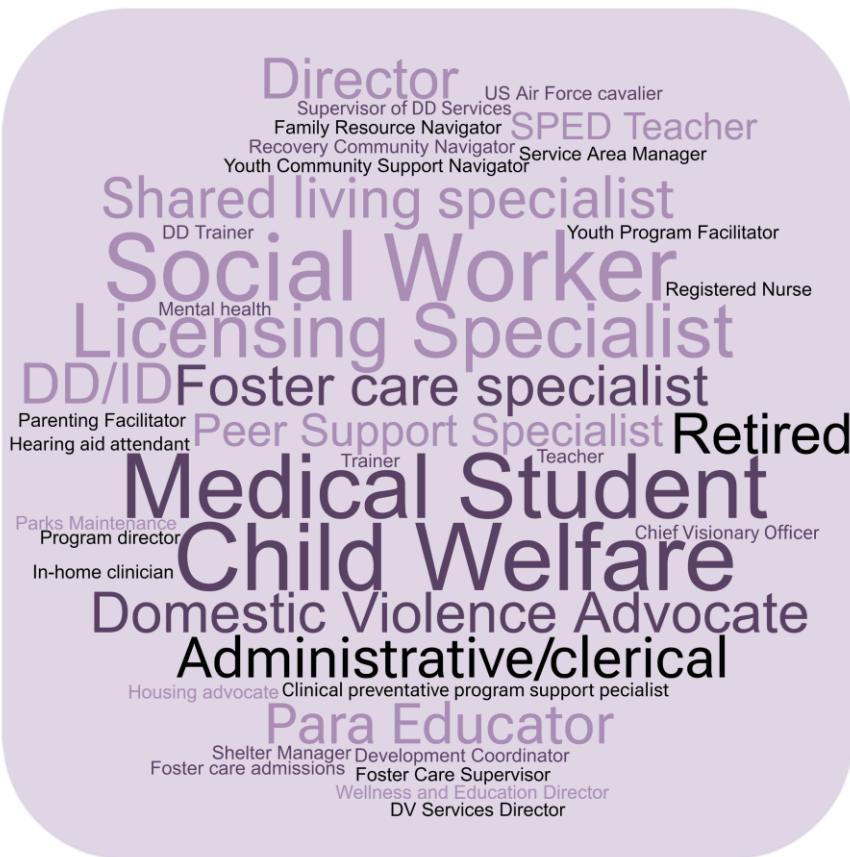 Director
US Air Force cavalier
Supervisor of DD Services
Family Resource Navigator
SPED Teacher
Recovery Community Navigator
Service Area Manager
Youth Community Support Navigator
Shared living specialist
DD Trainer
Youth Program Facilitator
Social Worker
Registered Nurse
Mental health
Licensing Specialist
DD/ID
Foster care specialist
Parenting Facilitator
Peer Support Specialist
Retired
Hearing aid attendant
Trainer
Teacher
Medical Student
Parks Maintenance
Chief Visionary Officer
Program director
Child Welfare
In-home clinician
Domestic Violence Advocate
Administrative/clerical
Housing advocate
Clinical preventative program support pecialist
Para Educator
Shelter Manager
Development Coordinator
Foster care admissions
Foster Care Supervisor
Wellness and Education Director
DV Services Director